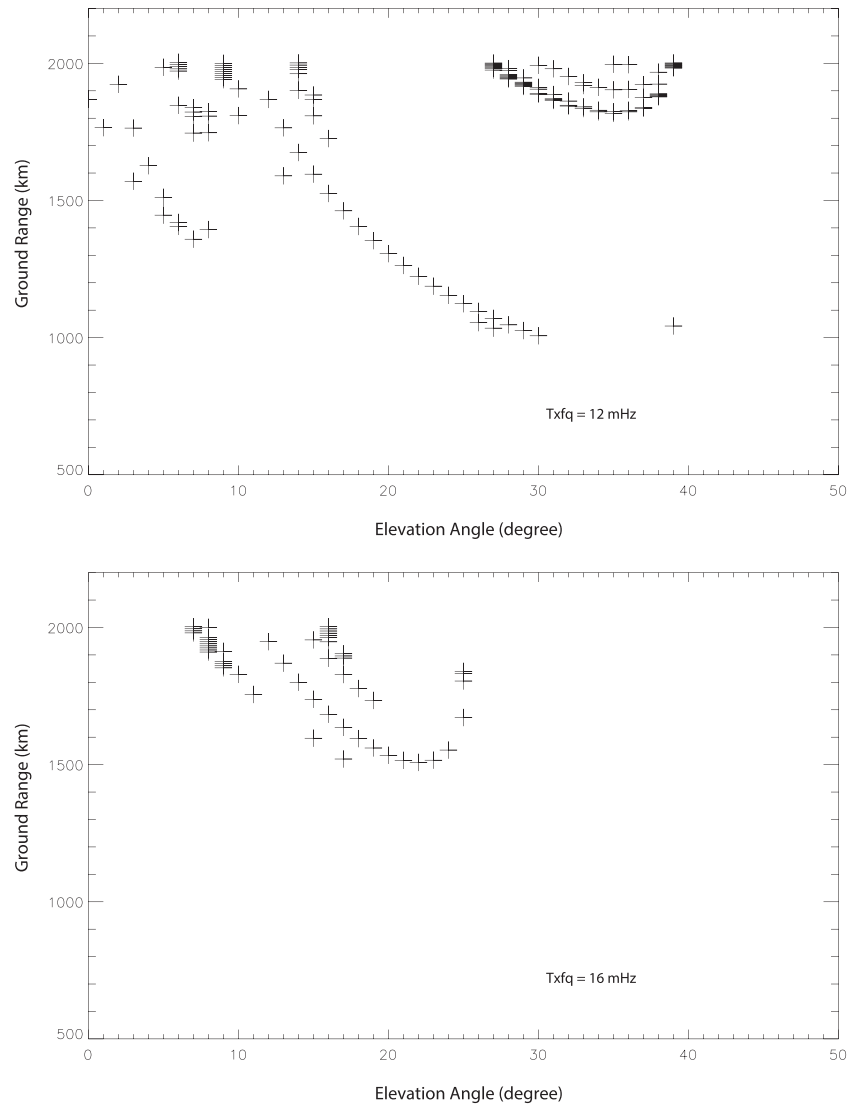 2000
1500
1000
500
Ground Range (km)
Txfq = 12 mHz
0 10 20 30 40 50
Elevation Angle (degree)
2000
1500
1000
500
Ground Range (km)
Txfq = 16 mHz
0 10 20 30 40 50
Elevation Angle (degree)